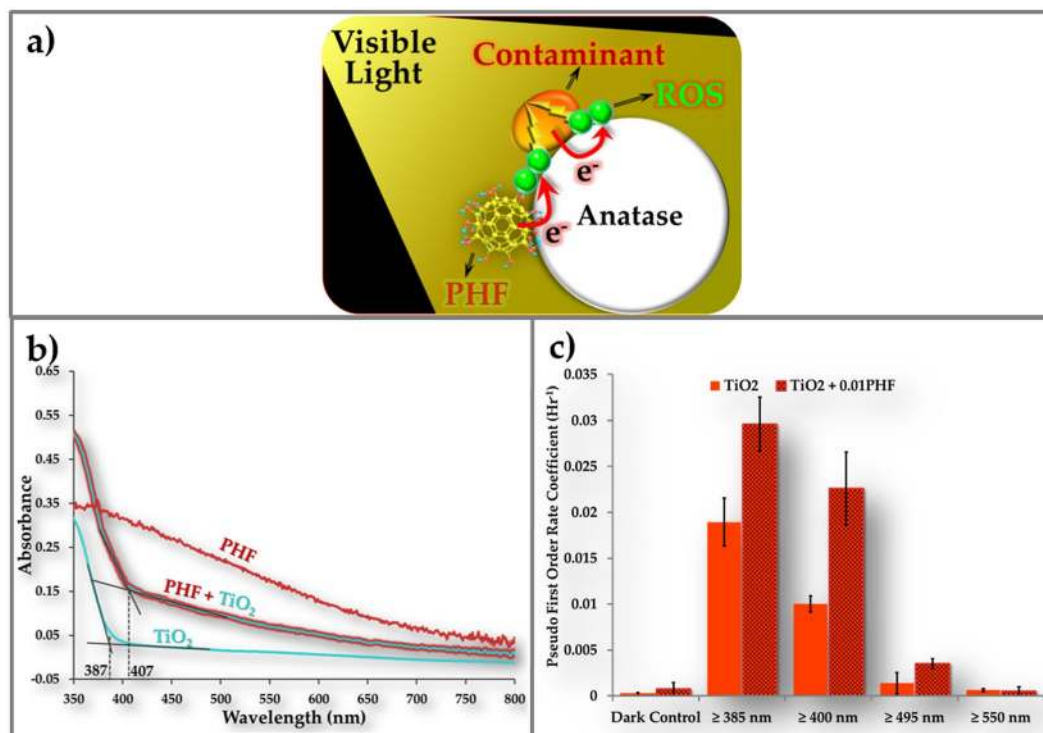 a)
Visible
Light
Contaminant
ROS
e-
Anatase
e-
PHF
b)
0.65
0.55
0.45
0.35
0.25
0.15
0.05
-0.05
Absorbance
PHF
PHF + TiO2
TiO2
387
407
350 400 450 500 550 600 650 700 750 800
Wavelength (nm)
c)
TiO2 TiO2 + 0.01PHF
0.035
0.03
0.025
0.02
0.015
0.01
0.005
0
Pseudo First Order Rate Coefficient (Hr-1)
Dark Control ≥ 385 nm ≥ 400 nm ≥ 495 nm ≥ 550 nm